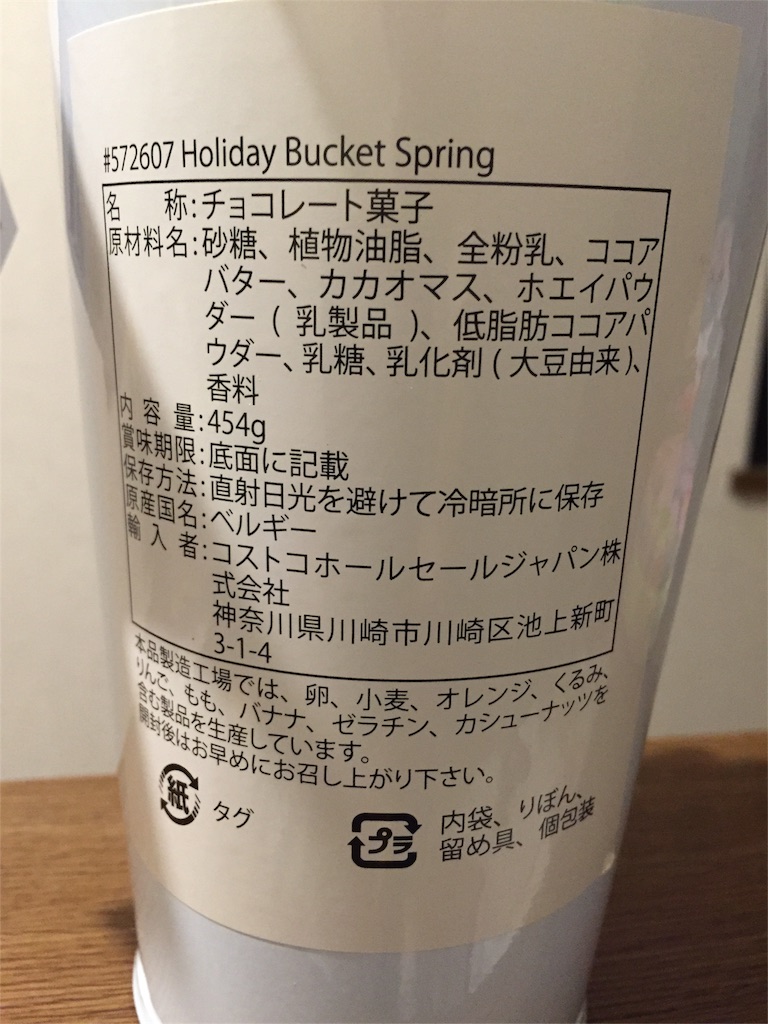 #572607 Holiday Bucket Spring
名　称:チョコレート菓子
原材料名:砂糖、植物油脂、全粉乳、ココア
バター、カカオマス、ホエイパウ
ダー(乳製品)、低脂肪ココアパ
ウダー、乳糖、乳化剤(大豆由来)、
香料
内 容 量:454g
賞味期限:底面に記載
保存方法:直射日光を避けて冷暗所に保存
原産国名:ベルギー
輸 入 者:コストコホールセールジャパン株
式会社
神奈川県川崎市川崎区池上新町
3-1-4
本品製造工場では、卵、小麦、オレンジ、くるみ、
りんご、もも、バナナ、ゼラチン、カシューナッツを
含む製品を生産しています。
開封後はお早めにお召し上がり下さい。
紙 タグ
プラ 内袋、りぼん、
留め具、個包装